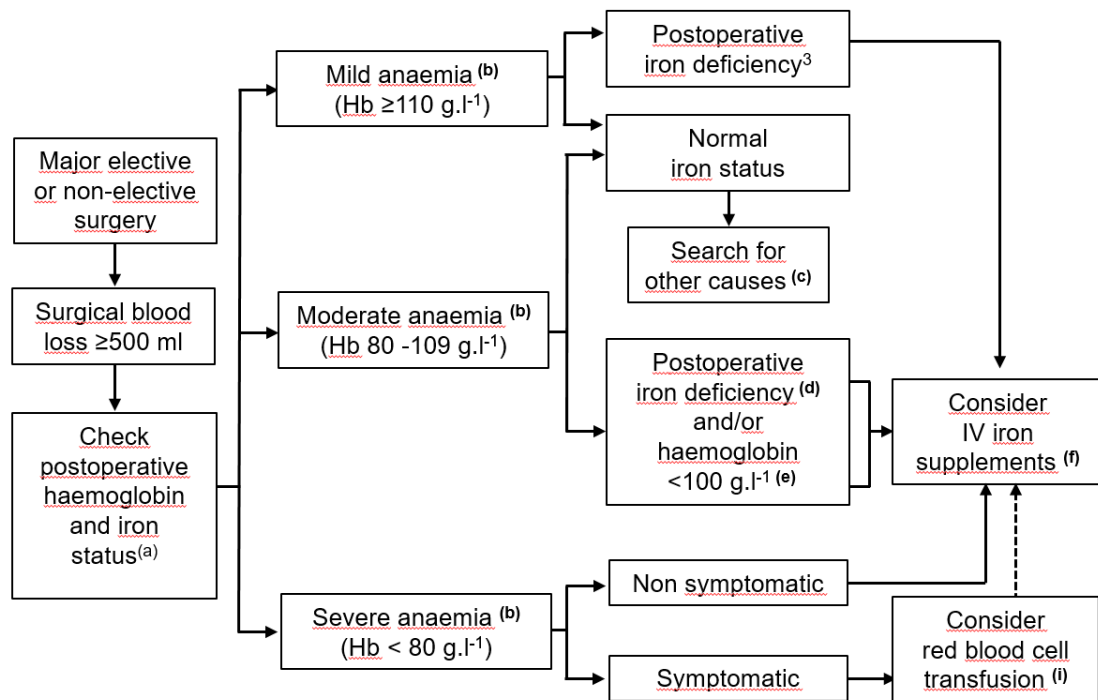 Major elective
or non-elective
surgery
Surgical blood
loss ≥500 ml
Check
postoperative
haemoglobin
and iron
status(a)
Mild anaemia (b)
(Hb ≥110 g.l-1)
Moderate anaemia (b)
(Hb 80 -109 g.l-1)
Severe anaemia (b)
(Hb < 80 g.l-1)
Postoperative
iron deficiency3
Normal
iron status
Search for
other causes (c)
Postoperative
iron deficiency (d)
and/or
haemoglobin
<100 g.l-1 (e)
Non symptomatic
Symptomatic
Consider
IV iron
supplements (f)
Consider
red blood cell
transfusion (i)